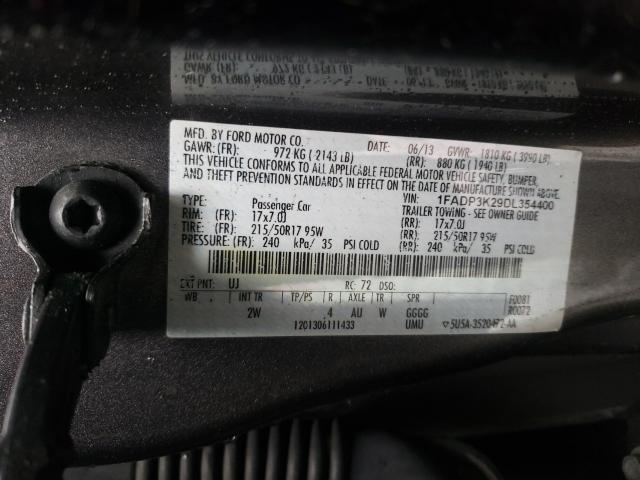 MFD. BY FORD MOTOR CO.
DATE: 06/13 GVWR: 1810 KG (3990 LB)
GAWR: (FR): 972 KG (2143 LB) (RR): 880 KG (1940 LB)
THIS VEHICLE CONFORMS TO ALL APPLICABLE FEDERAL MOTOR VEHICLE SAFETY, BUMPER,
AND THEFT PREVENTION STANDARDS IN EFFECT ON THE DATE OF MANUFACTURE SHOWN ABOVE.
VIN: 1FADP3K29DL354400
TYPE: Passenger Car TRAILER TOWING - SEE OWNER GUIDE
RIM: (FR) 17x7.0J (RR): 17x7.0J
TIRE: (FR) 215/50R17 95W (RR): 215/50R17 95W
PRESSURE: (FR) 240 kPa/ 35 PSI COLD (RR): 240 kPa/ 35 PSI COLD
EXT PNT: UJ RC: 72 DSO:
WB INT TR TP/PS R AXLE TR SPR F0081
2W 4 AU W GGGG R0072
1201306111433 UMU